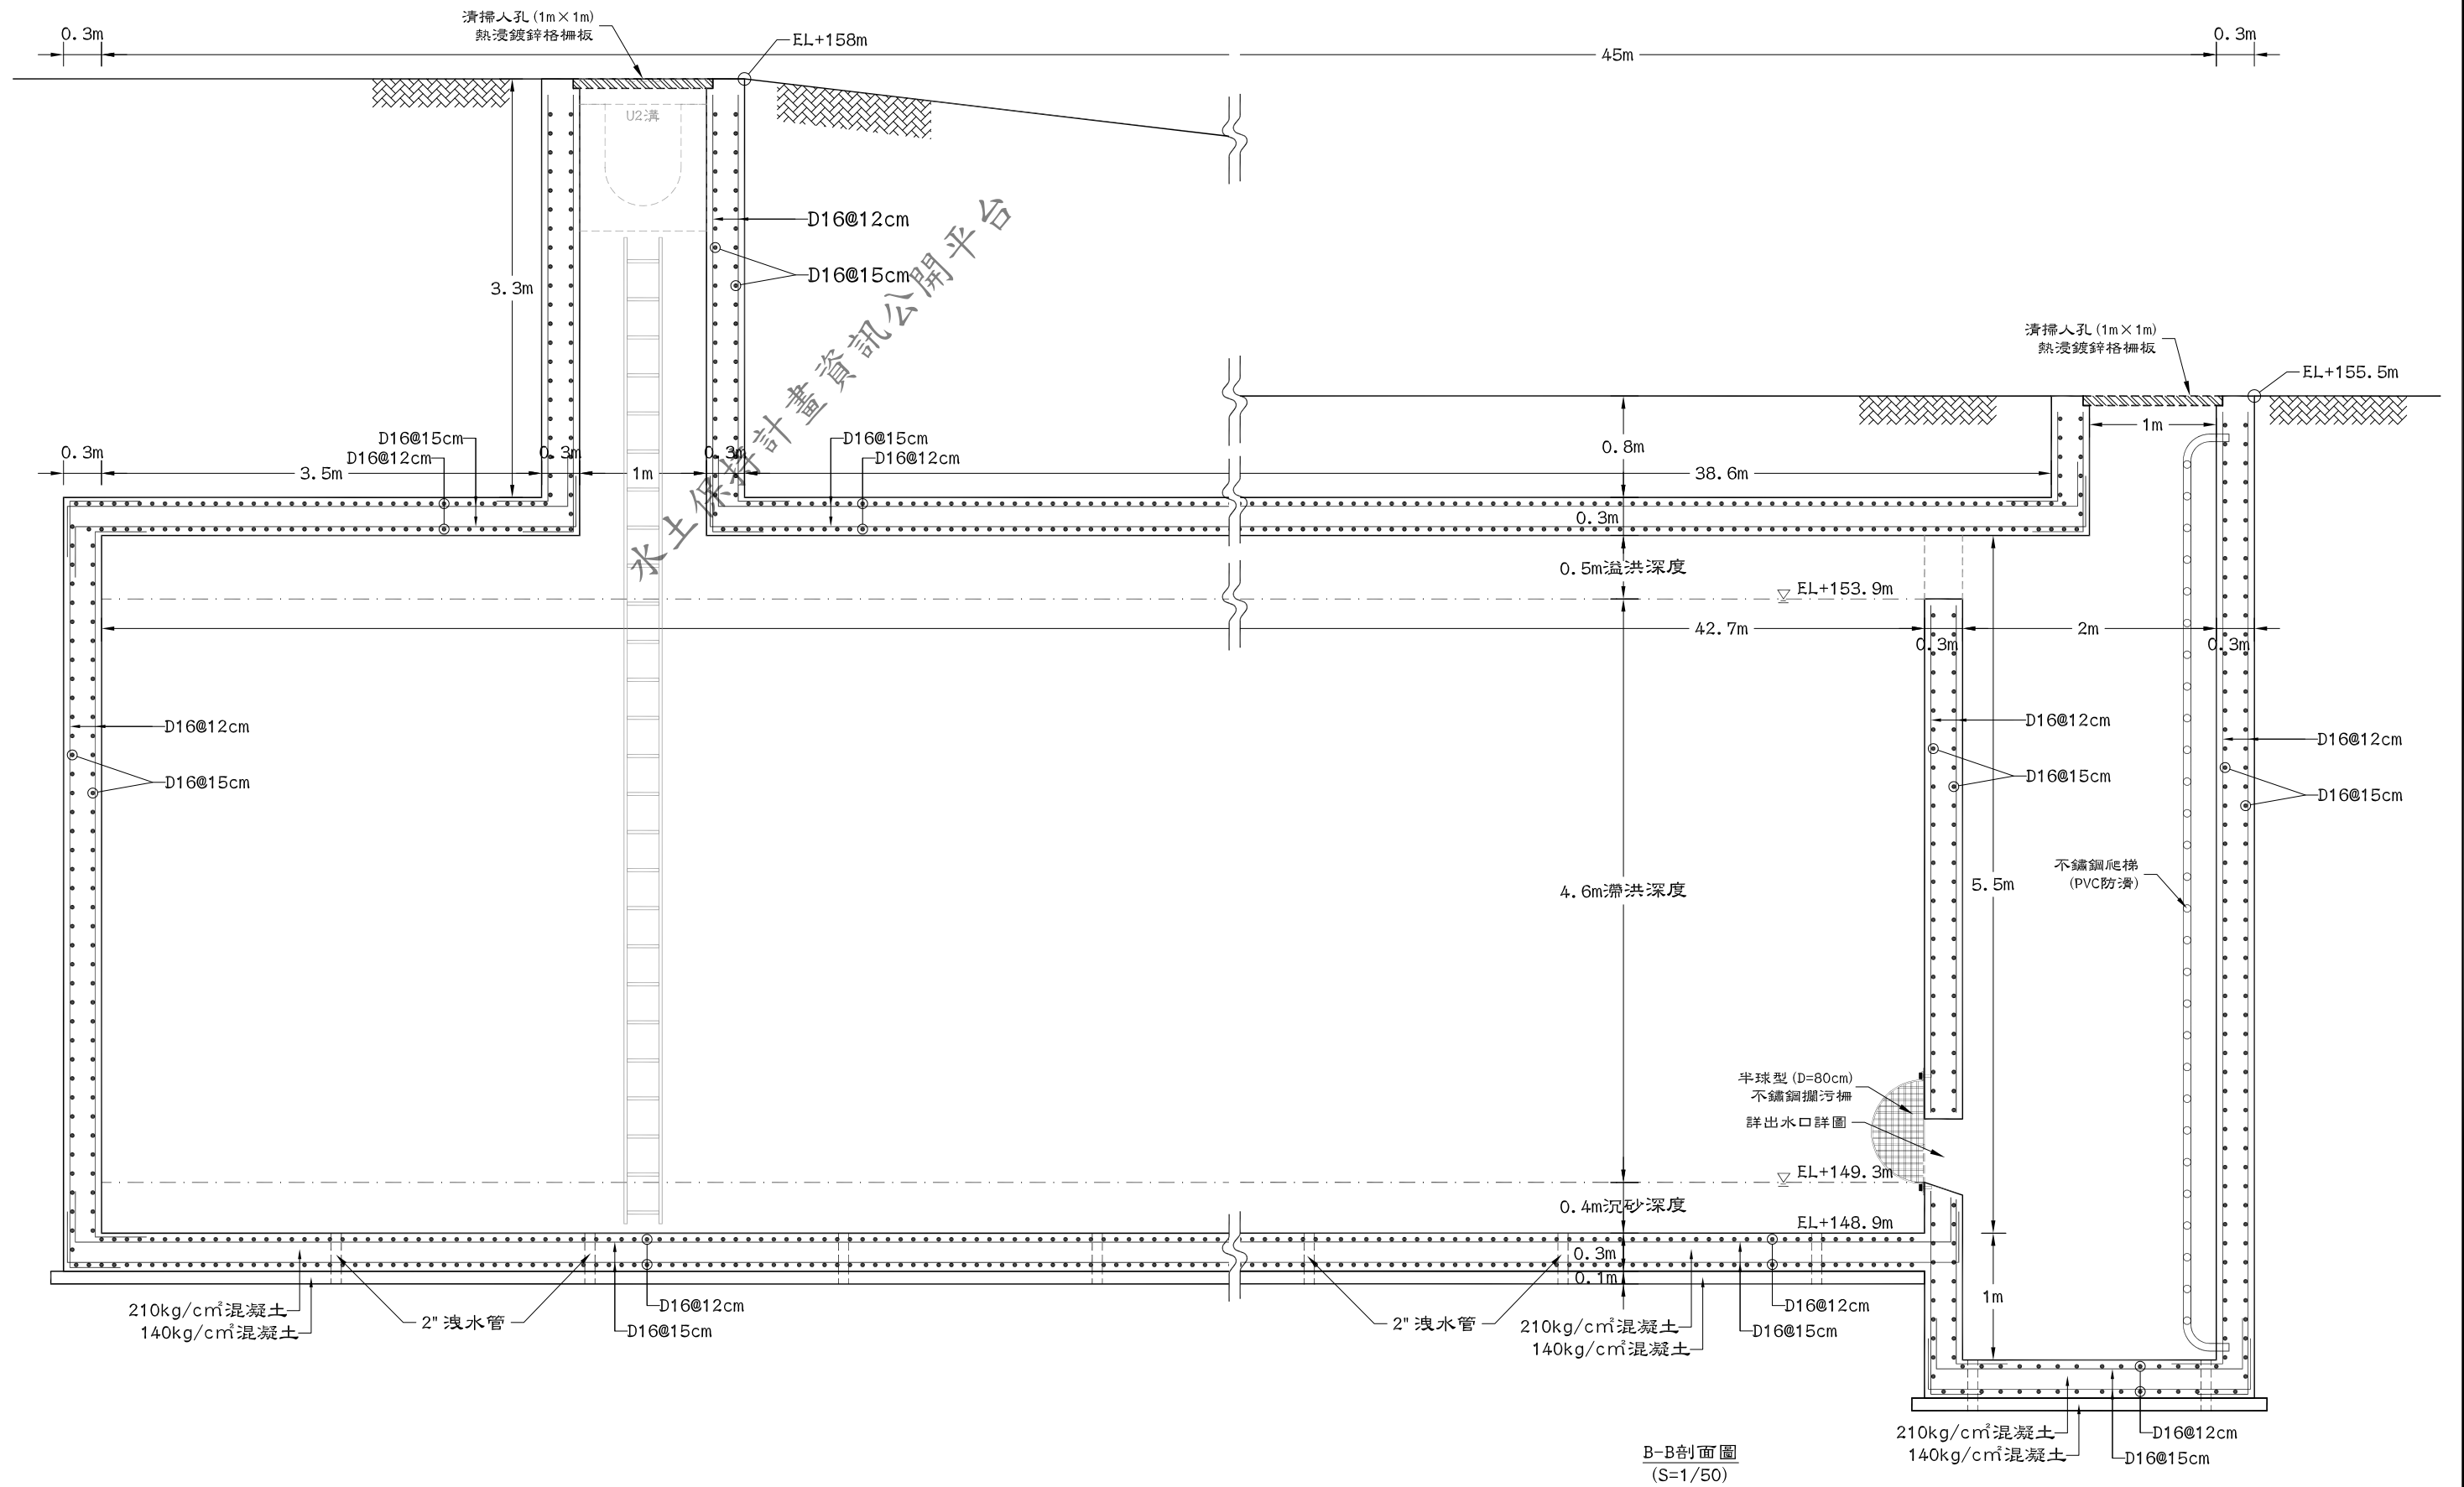 清掃人孔(1m×1m)
熱浸鍍鋅格柵板
0.3m
EL+158m
45m
0.3m
U2溝
D16@12cm
D16@15cm
3.3m
水土保持計畫資訊公開平台
清掃人孔(1m×1m)
熱浸鍍鋅格柵板
EL+155.5m
1m
0.8m
D16@15cm
D16@12cm
0.3m
3.5m
0.3m
1m
0.3m
D16@15cm
D16@12cm
38.6m
0.3m
0.5m溢洪深度
EL+153.9m
42.7m
0.3m
2m
0.3m
D16@12cm
D16@15cm
D16@12cm
D16@15cm
D16@12cm
D16@15cm
4.6m滯洪深度
5.5m
不鏽鋼爬梯
(PVC防滑)
半球型(D=80cm)
不鏽鋼攔污柵
詳出水口詳圖
EL+149.3m
0.4m沉砂深度
EL+148.9m
0.3m
0.1m
1m
210kg/c㎡混凝土
140kg/c㎡混凝土
2" 洩水管
D16@12cm
D16@15cm
2" 洩水管
210kg/c㎡混凝土
140kg/c㎡混凝土
D16@12cm
D16@15cm
210kg/c㎡混凝土
140kg/c㎡混凝土
D16@12cm
D16@15cm
B-B剖面圖
(S=1/50)